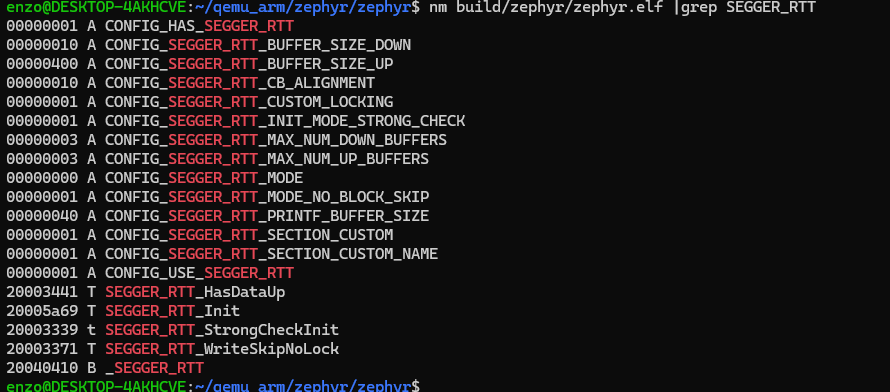 enzo@DESKTOP-4AKHCVE:~/qemu_arm/zephyr/zephyr$ nm build/zephyr/zephyr.elf |grep SEGGER_RTT
00000001 A CONFIG_HAS_SEGGER_RTT
00000010 A CONFIG_SEGGER_RTT_BUFFER_SIZE_DOWN
00000400 A CONFIG_SEGGER_RTT_BUFFER_SIZE_UP
00000010 A CONFIG_SEGGER_RTT_CB_ALIGNMENT
00000001 A CONFIG_SEGGER_RTT_CUSTOM_LOCKING
00000001 A CONFIG_SEGGER_RTT_INIT_MODE_STRONG_CHECK
00000003 A CONFIG_SEGGER_RTT_MAX_NUM_DOWN_BUFFERS
00000003 A CONFIG_SEGGER_RTT_MAX_NUM_UP_BUFFERS
00000000 A CONFIG_SEGGER_RTT_MODE
00000001 A CONFIG_SEGGER_RTT_MODE_NO_BLOCK_SKIP
00000040 A CONFIG_SEGGER_RTT_PRINTF_BUFFER_SIZE
00000001 A CONFIG_SEGGER_RTT_SECTION_CUSTOM
00000001 A CONFIG_SEGGER_RTT_SECTION_CUSTOM_NAME
00000001 A CONFIG_USE_SEGGER_RTT
20003441 T SEGGER_RTT_HasDataUp
20005a69 T SEGGER_RTT_Init
20003339 t SEGGER_RTT_StrongCheckInit
20003371 T SEGGER_RTT_WriteSkipNoLock
20040410 B _SEGGER_RTT
enzo@DESKTOP-4AKHCVE:~/qemu_arm/zephyr/zephyr$